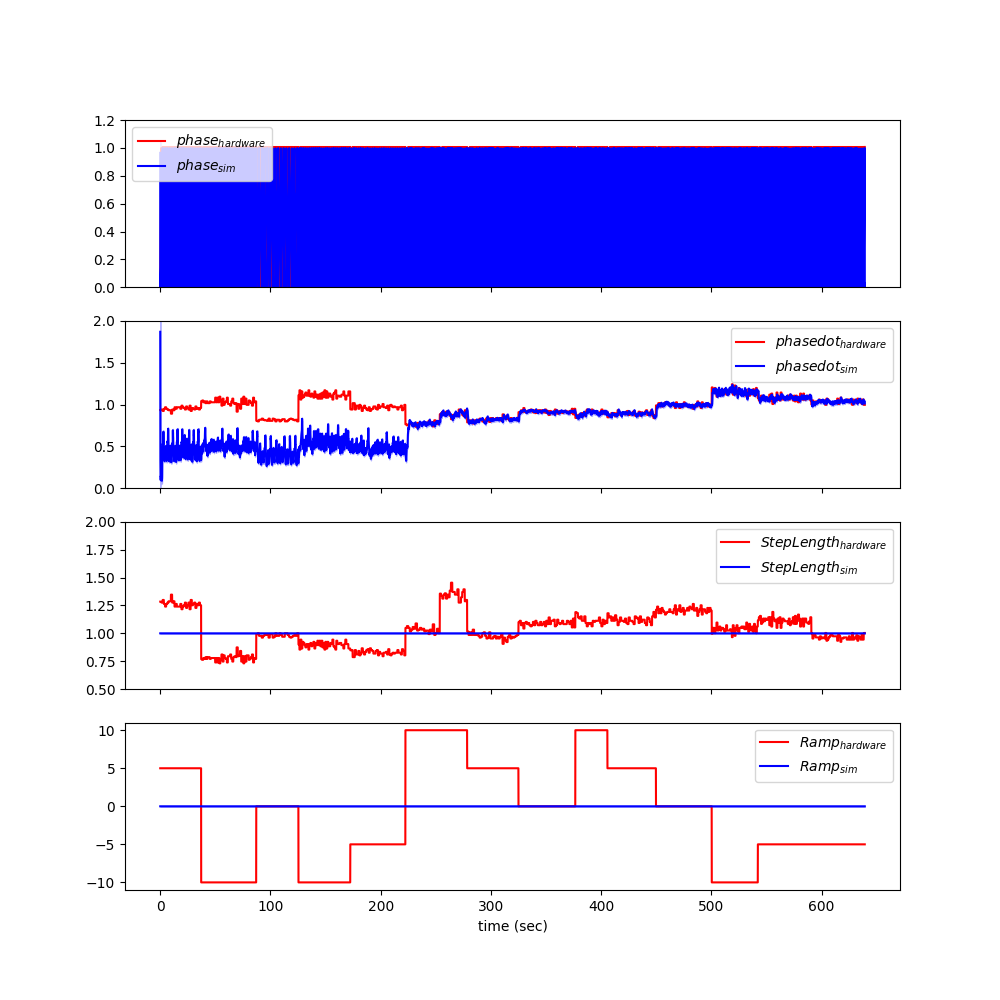 1.2
1.0
0.8
0.6
0.4
0.2
0.0
phase_hardware
phase_sim
2.0
1.5
1.0
0.5
0.0
phasedot_hardware
phasedot_sim
2.00
1.75
1.50
1.25
1.00
0.75
0.50
StepLength_hardware
StepLength_sim
10
5
0
−5
−10
Ramp_hardware
Ramp_sim
0 100 200 300 400 500 600
time (sec)